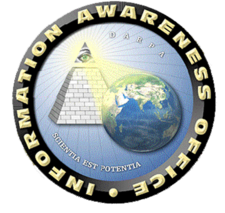 INFORMATION AWARENESS OFFICE
DARPA
SCIENTIA EST POTENTIA